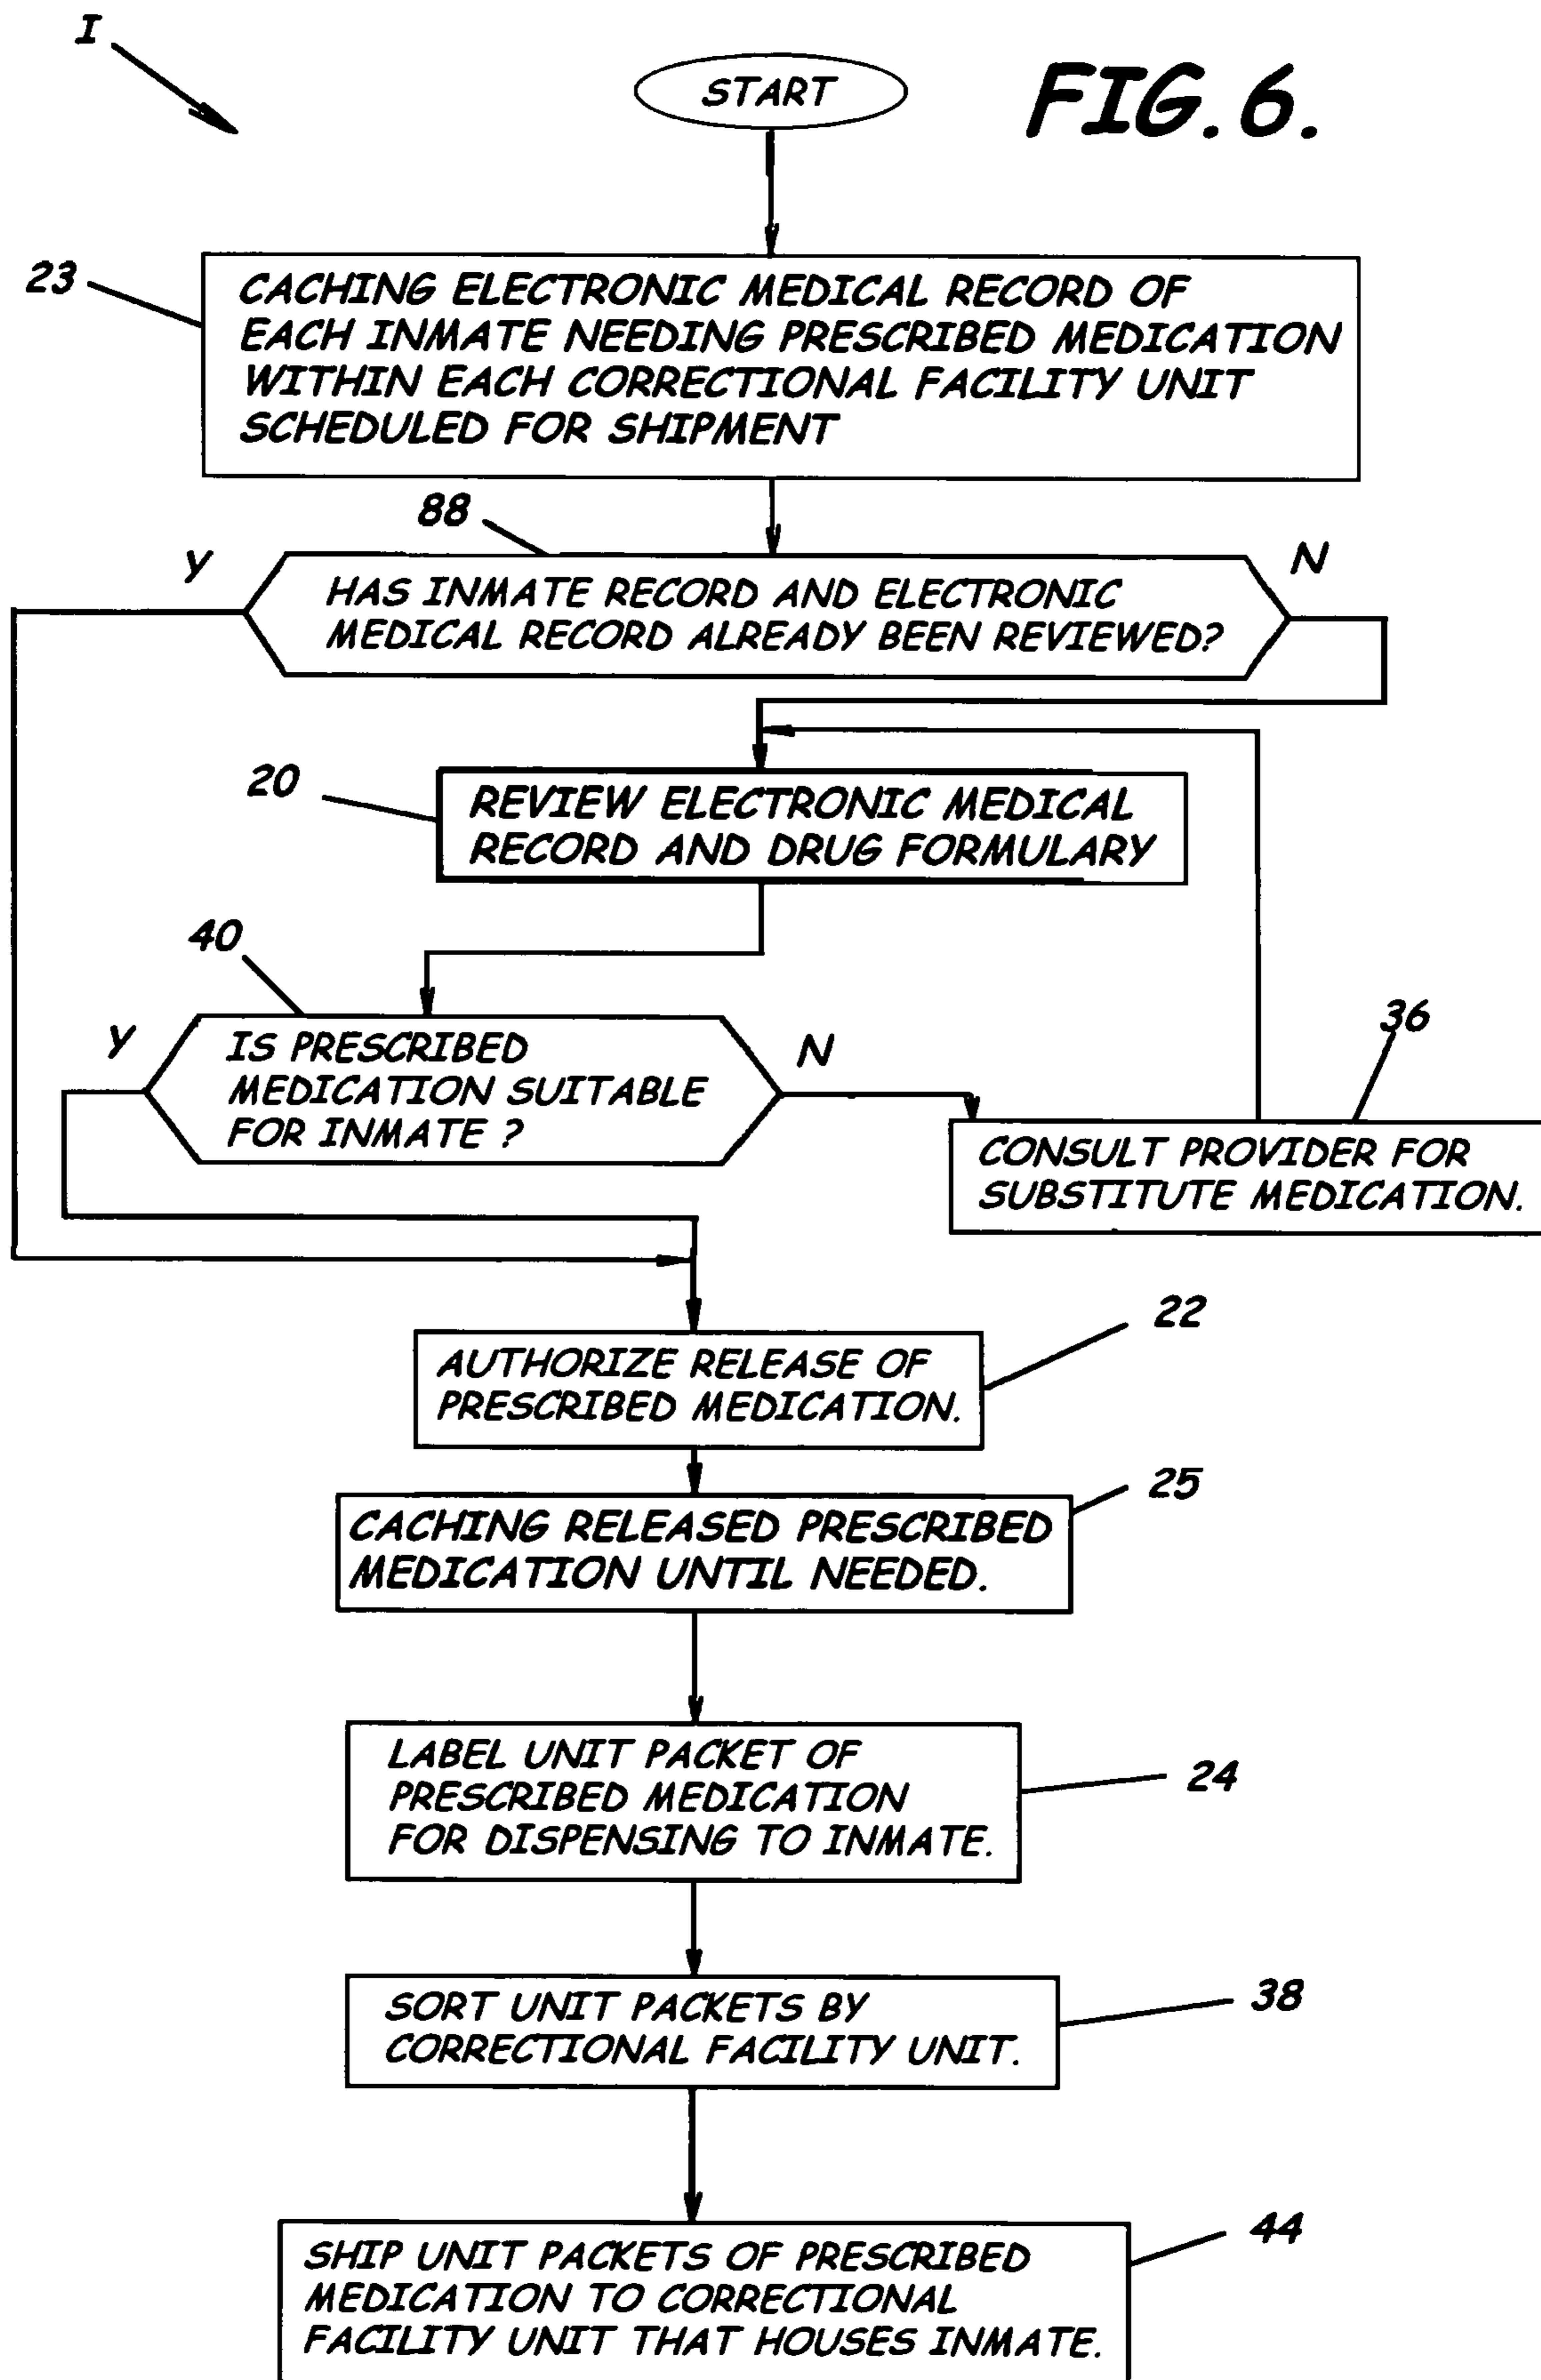 I
START
FIG. 6.
23
CACHING ELECTRONIC MEDICAL RECORD OF
EACH INMATE NEEDING PRESCRIBED MEDICATION
WITHIN EACH CORRECTIONAL FACILITY UNIT
SCHEDULED FOR SHIPMENT
88
Y
N
HAS INMATE RECORD AND ELECTRONIC
MEDICAL RECORD ALREADY BEEN REVIEWED?
20
REVIEW ELECTRONIC MEDICAL
RECORD AND DRUG FORMULARY
40
Y
N
IS PRESCRIBED
MEDICATION SUITABLE
FOR INMATE ?
36
CONSULT PROVIDER FOR
SUBSTITUTE MEDICATION.
22
AUTHORIZE RELEASE OF
PRESCRIBED MEDICATION.
25
CACHING RELEASED PRESCRIBED
MEDICATION UNTIL NEEDED.
LABEL UNIT PACKET OF
PRESCRIBED MEDICATION
FOR DISPENSING TO INMATE.
24
SORT UNIT PACKETS BY
CORRECTIONAL FACILITY UNIT.
38
SHIP UNIT PACKETS OF PRESCRIBED
MEDICATION TO CORRECTIONAL
FACILITY UNIT THAT HOUSES INMATE.
44